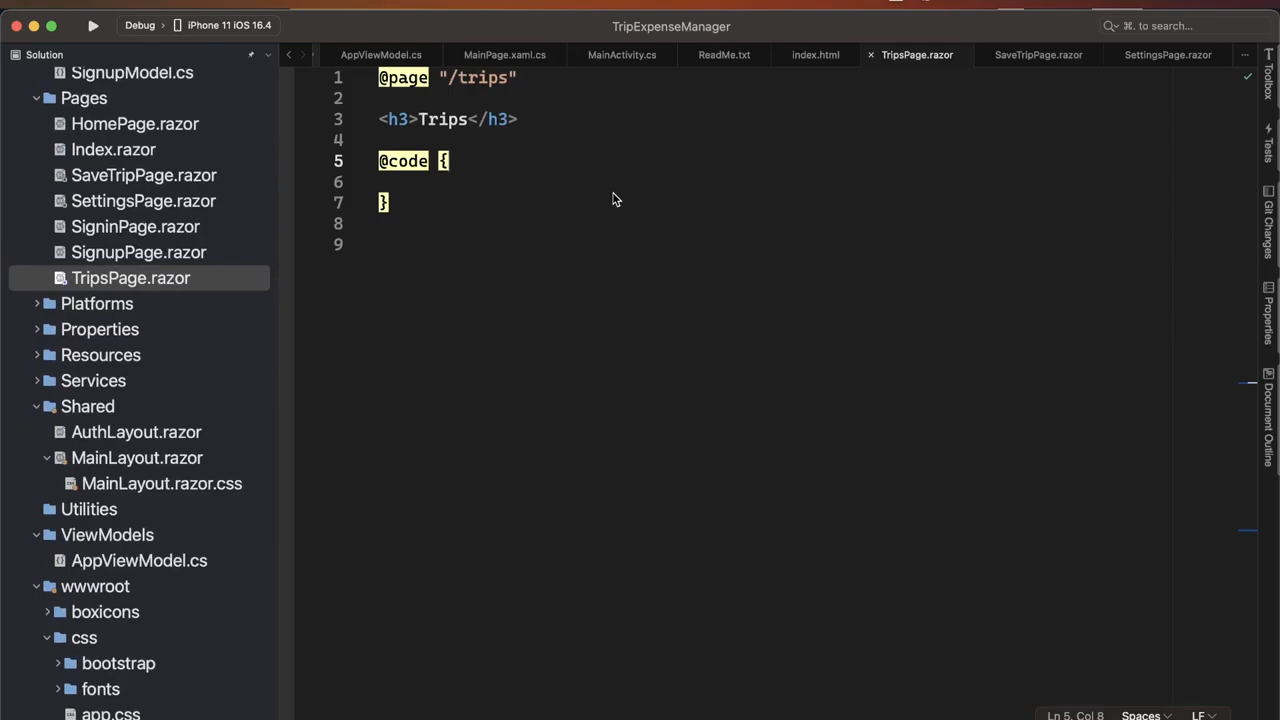 Debug > iPhone 11 iOS 16.4
TripExpenseManager
⌘. to search...
Solution
AppViewModel.cs
MainPage.xaml.cs
MainActivity.cs
ReadMe.txt
index.html
TripsPage.razor
SaveTripPage.razor
SettingsPage.razor
...
SignupModel.cs
Pages
HomePage.razor
Index.razor
SaveTripPage.razor
SettingsPage.razor
SigninPage.razor
SignupPage.razor
TripsPage.razor
Platforms
Properties
Resources
Services
Shared
AuthLayout.razor
MainLayout.razor
MainLayout.razor.css
Utilities
ViewModels
AppViewModel.cs
wwwroot
boxicons
css
bootstrap
fonts
app.css
1 @page "/trips"
2
3 <h3>Trips</h3>
4
5 @code {
6
7 }
8
9
Toolbox
Tests
Git Changes
Properties
Document Outline
Ln 5, Col 8 Spaces LF